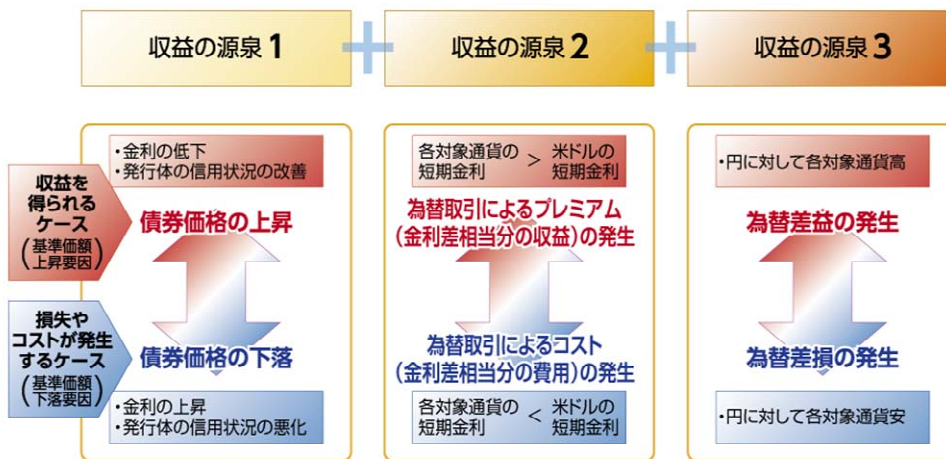 収益の源泉1
+
収益の源泉2
+
収益の源泉3
収益を
得られる
ケース
(基準価額
上昇要因)
・金利の低下
・発行体の信用状況の改善
債券価格の上昇
各対象通貨の
短期金利
>
米ドルの
短期金利
為替取引によるプレミアム
(金利差相当分の収益)の発生
・円に対して各対象通貨高
為替差益の発生
損失や
コストが発生
するケース
(基準価額
下落要因)
債券価格の下落
・金利の上昇
・発行体の信用状況の悪化
為替取引によるコスト
(金利差相当分の費用)の発生
各対象通貨の
短期金利
<
米ドルの
短期金利
為替差損の発生
・円に対して各対象通貨安